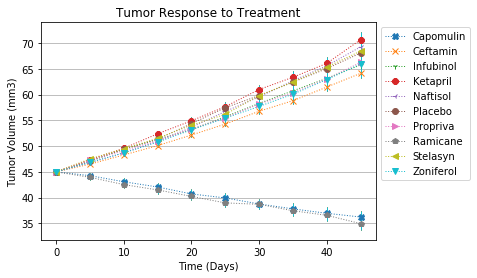 Tumor Response to Treatment
Tumor Volume (mm3)
70
65
60
55
50
45
40
35
0
10
20
30
40
Time (Days)
Capomulin
Ceftamin
Infubinol
Ketapril
Naftisol
Placebo
Propriva
Ramicane
Stelasyn
Zoniferol